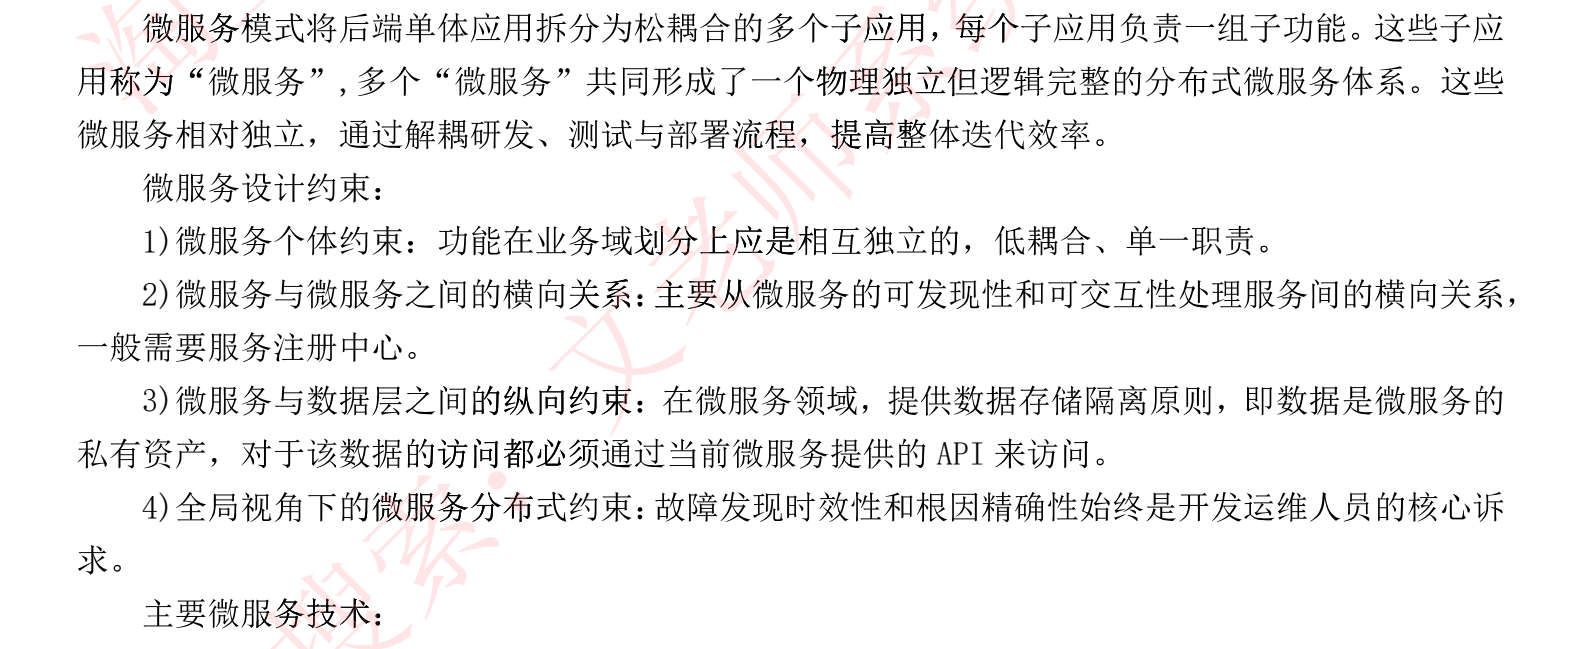 微服务模式将后端单体应用拆分为松耦合的多个子应用，每个子应用负责一组子功能。这些子应
用称为“微服务”,多个“微服务”共同形成了一个物理独立但逻辑完整的分布式微服务体系。这些
微服务相对独立，通过解耦研发、测试与部署流程，提高整体迭代效率。
微服务设计约束：
1)微服务个体约束：功能在业务域划分上应是相互独立的，低耦合、单一职责。
2)微服务与微服务之间的横向关系：主要从微服务的可发现性和可交互性处理服务间的横向关系，
一般需要服务注册中心。
3)微服务与数据层之间的纵向约束：在微服务领域，提供数据存储隔离原则，即数据是微服务的
私有资产，对于该数据的访问都必须通过当前微服务提供的 API 来访问。
4)全局视角下的微服务分布式约束：故障发现时效性和根因精确性始终是开发运维人员的核心诉
求。
主要微服务技术：
淘
搜索：文老师系